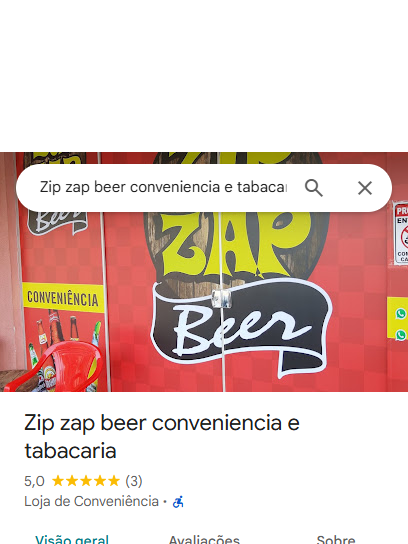 Zip zap beer conveniencia e tabaca
ZAP
Beer
Beer
CONVENIÊNCIA
Zip zap beer conveniencia e
tabacaria
5,0 ★★★★★ (3)
Loja de Conveniência ·
Visão geral
Avaliações
Sobre